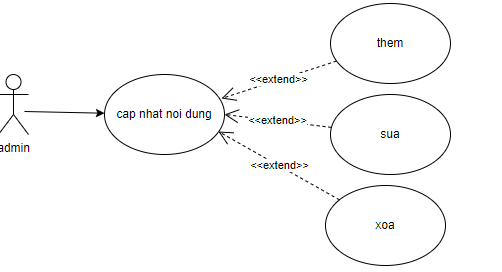 them
<<extend>>
cap nhat noi dung
<<extend>>
sua
admin
<<extend>>
xoa